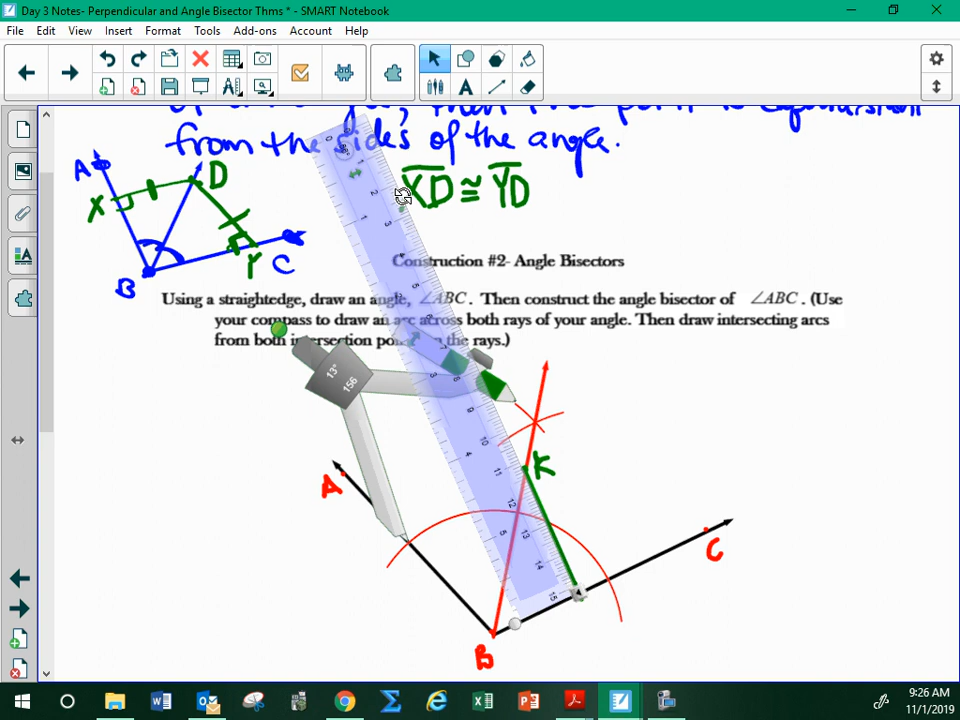 Day 3 Notes- Perpendicular and Angle Bisector Thms * - SMART Notebook
File Edit View Insert Format Tools Add-ons Account Help
from the sides of the angle.
A
X
D
B
Y
C
XD ≅ YD
Construction #2- Angle Bisectors
Using a straightedge, draw an angle, ∠ABC. Then construct the angle bisector of ∠ABC. (Use
your compass to draw an arc across both rays of your angle. Then draw intersecting arcs
from both intersection points on the rays.)
13°
156
A
K
C
B
9:26 AM
11/1/2019